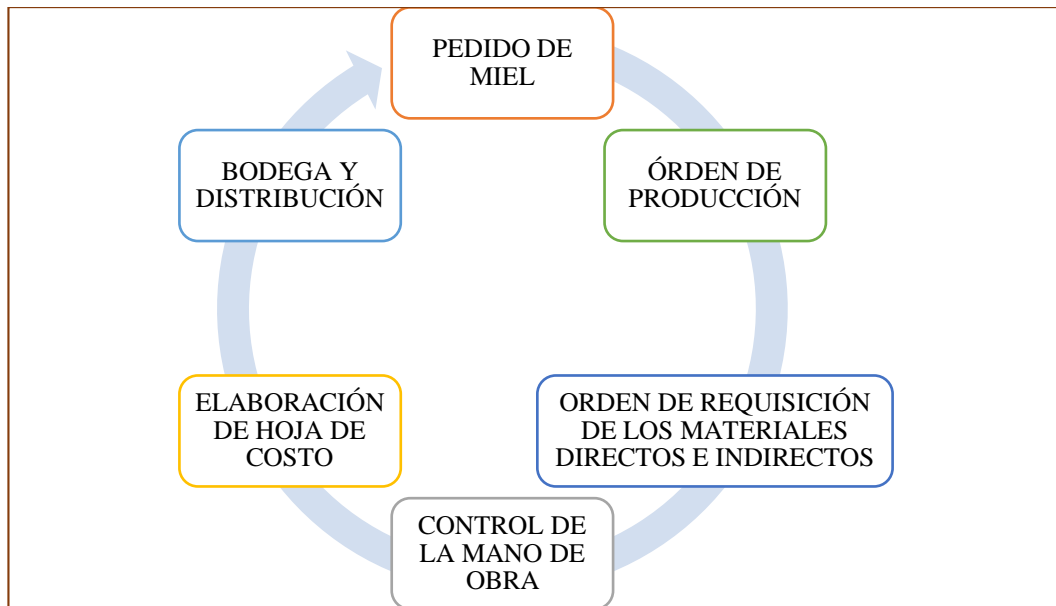 PEDIDO DE
MIEL
ÓRDEN DE
PRODUCCIÓN
ORDEN DE REQUISICIÓN
DE LOS MATERIALES
DIRECTOS E INDIRECTOS
CONTROL DE
LA MANO DE
OBRA
ELABORACIÓN
DE HOJA DE
COSTO
BODEGA Y
DISTRIBUCIÓN